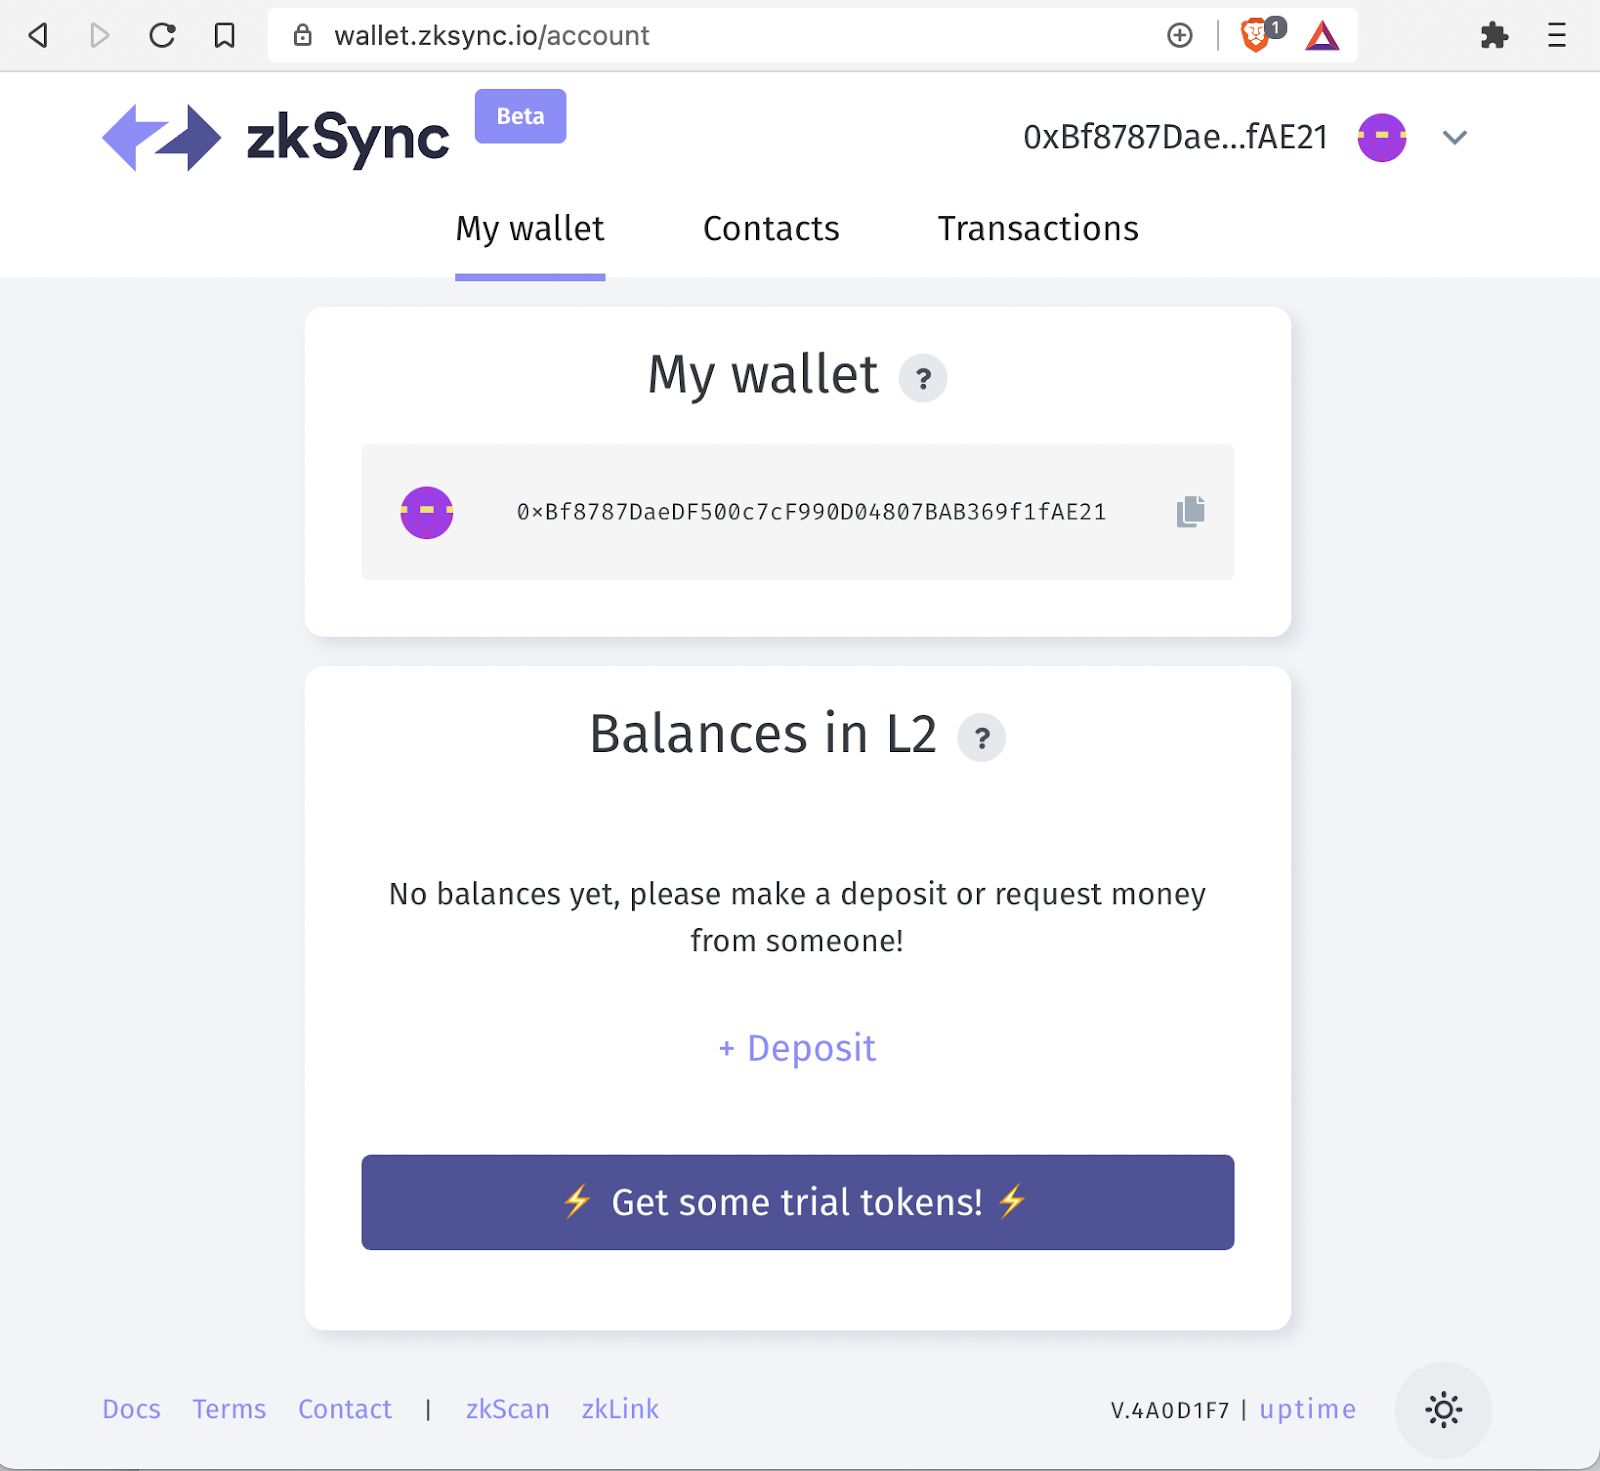 wallet.zksync.io/account
1
zkSync
Beta
0xBf8787Dae...fAE21
My wallet Contacts Transactions
My wallet ?
0×Bf8787DaeDF500c7cF990D04807BAB369f1fAE21
Balances in L2 ?
No balances yet, please make a deposit or request money
from someone!
+ Deposit
⚡ Get some trial tokens! ⚡
Docs Terms Contact | zkScan zkLink V.4A0D1F7 | uptime